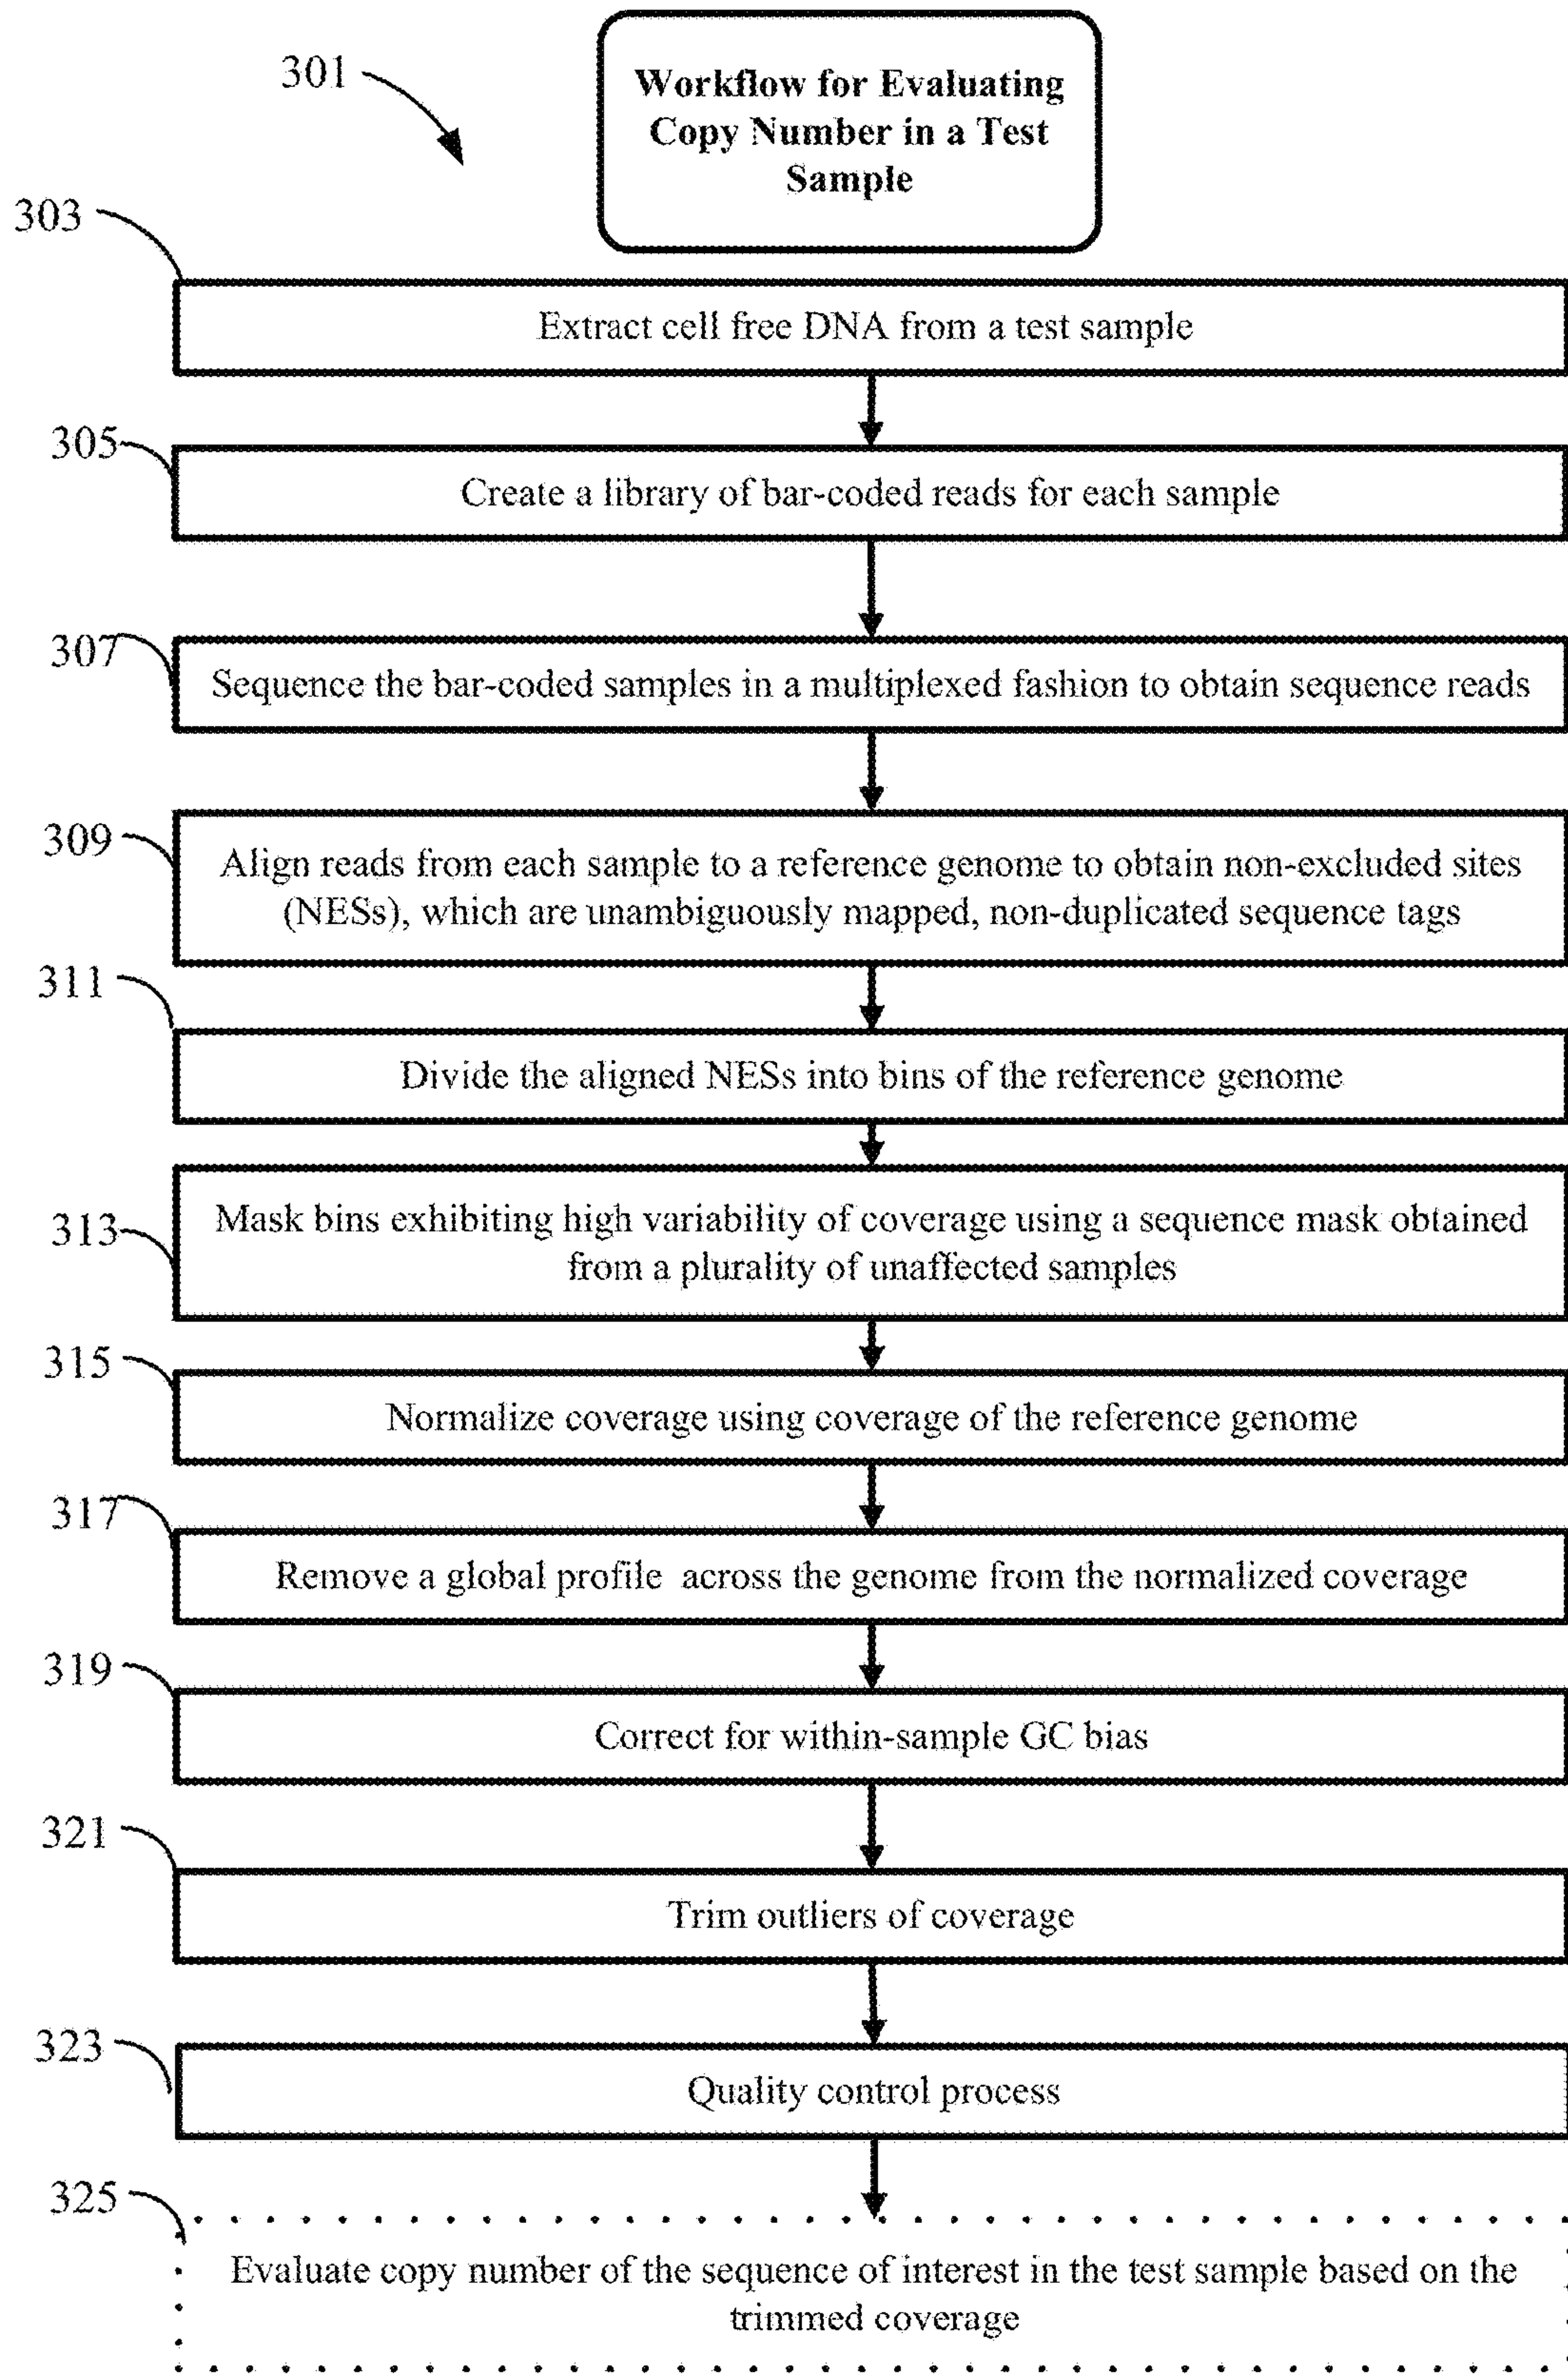 301
Workflow for Evaluating
Copy Number in a Test
Sample
303
Extract cell free DNA from a test sample
305
Create a library of bar-coded reads for each sample
307
Sequence the bar-coded samples in a multiplexed fashion to obtain sequence reads
309
Align reads from each sample to a reference genome to obtain non-excluded sites
(NESs), which are unambiguously mapped, non-duplicated sequence tags
311
Divide the aligned NESs into bins of the reference genome
313
Mask bins exhibiting high variability of coverage using a sequence mask obtained
from a plurality of unaffected samples
315
Normalize coverage using coverage of the reference genome
317
Remove a global profile across the genome from the normalized coverage
319
Correct for within-sample GC bias
321
Trim outliers of coverage
323
Quality control process
325
Evaluate copy number of the sequence of interest in the test sample based on the
trimmed coverage